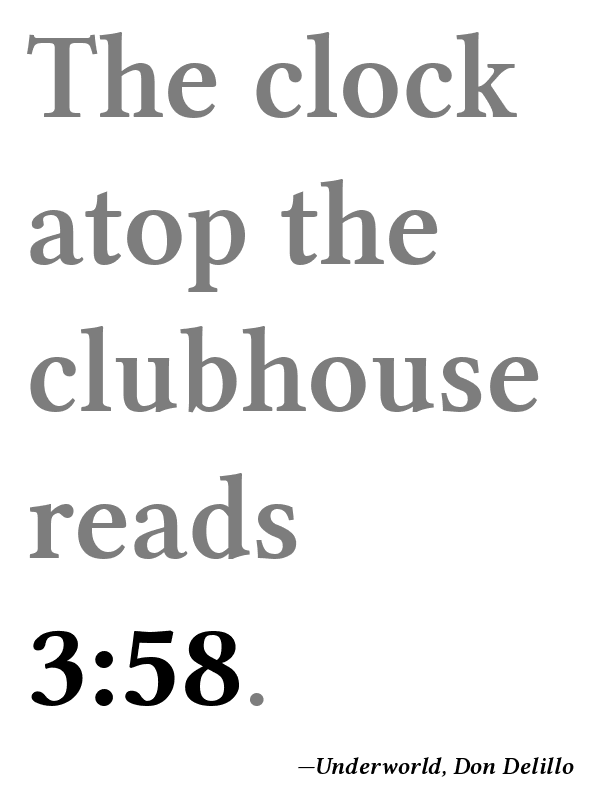 The clock
atop the
clubhouse
reads
3:58.
—Underworld, Don Delillo